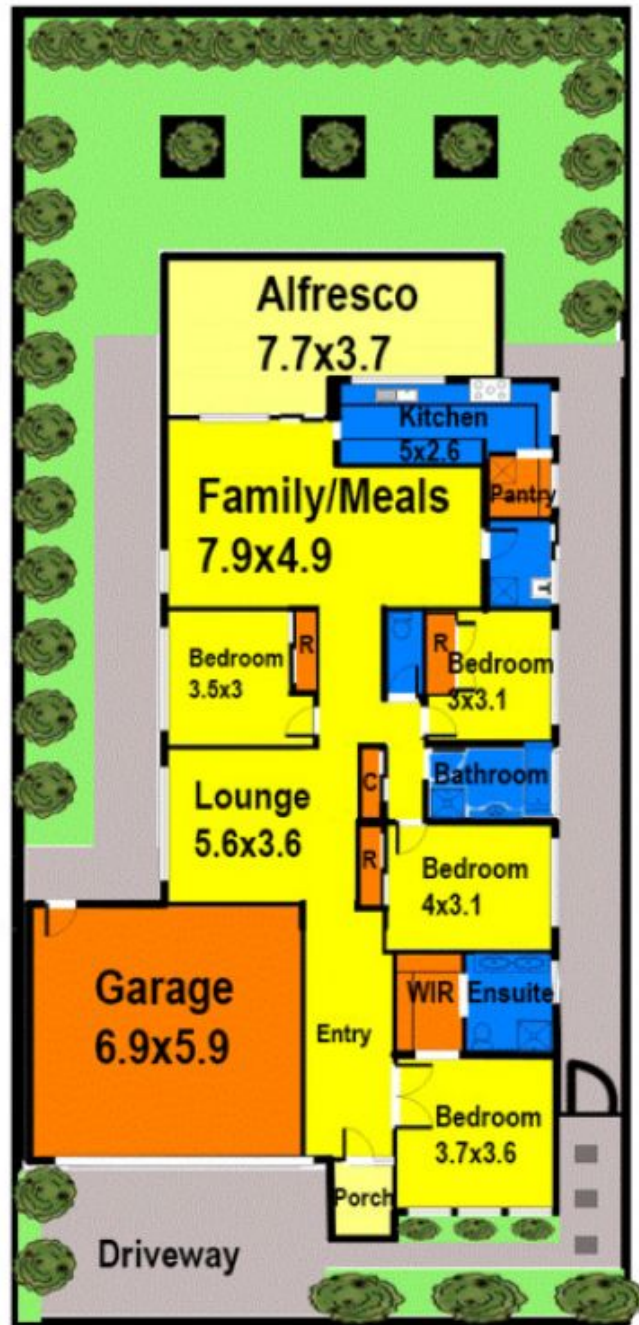 Alfresco
7.7x3.7
Kitchen
5x2.6
Pantry
Family/Meals
7.9x4.9
Bedroom
3.5x3
R
R
Bedroom
3x3.1
Bathroom
Lounge
5.6x3.6
C
R
Bedroom
4x3.1
Garage
6.9x5.9
WIR
Ensuite
Entry
Bedroom
3.7x3.6
Porch
Driveway